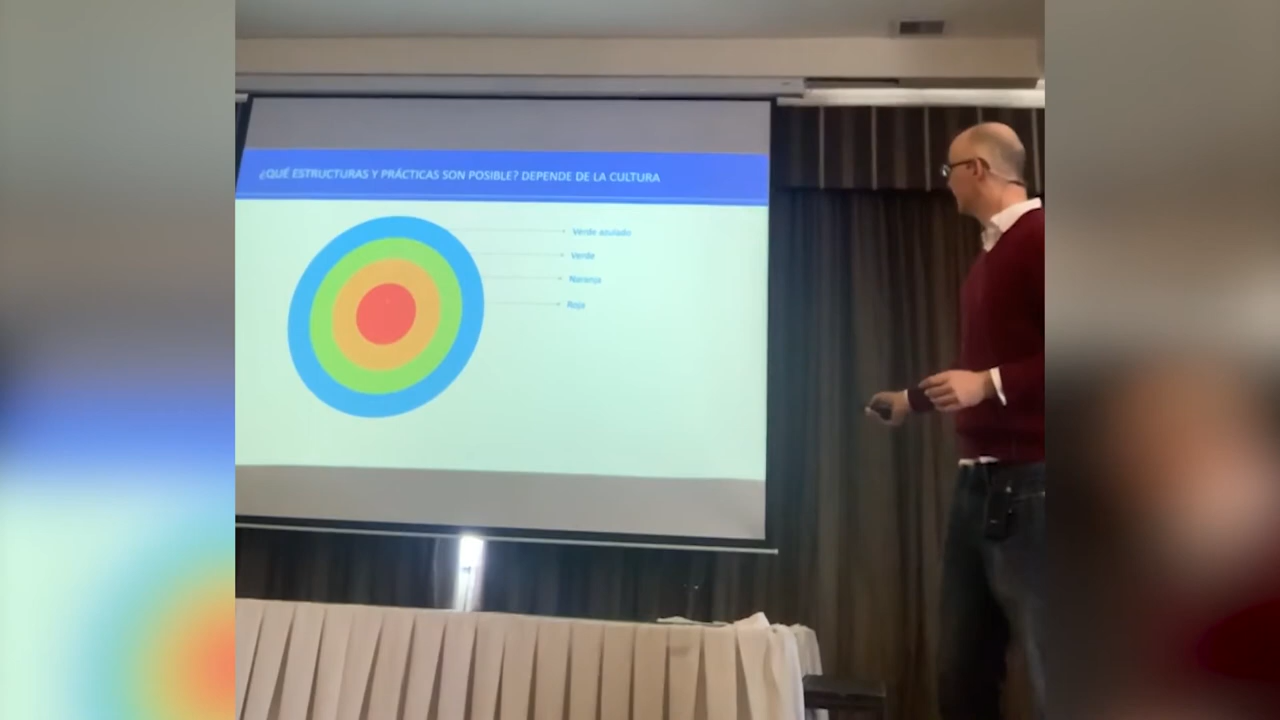 ¿QUÉ ESTRUCTURAS Y PRÁCTICAS SON POSIBLE? DEPENDE DE LA CULTURA
Verde azulado
Verde
Naranja
Roja